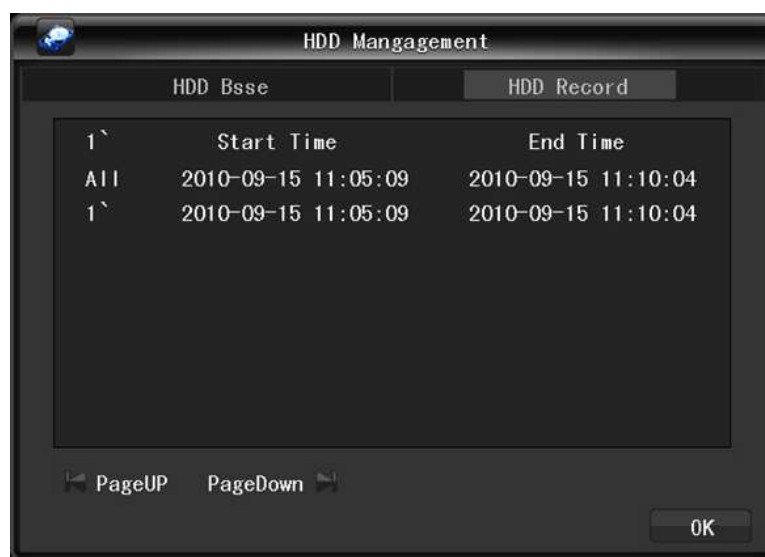 HDD Mangagement
HDD Bsse HDD Record
1` Start Time End Time
All 2010-09-15 11:05:09 2010-09-15 11:10:04
1` 2010-09-15 11:05:09 2010-09-15 11:10:04
PageUP PageDown
OK